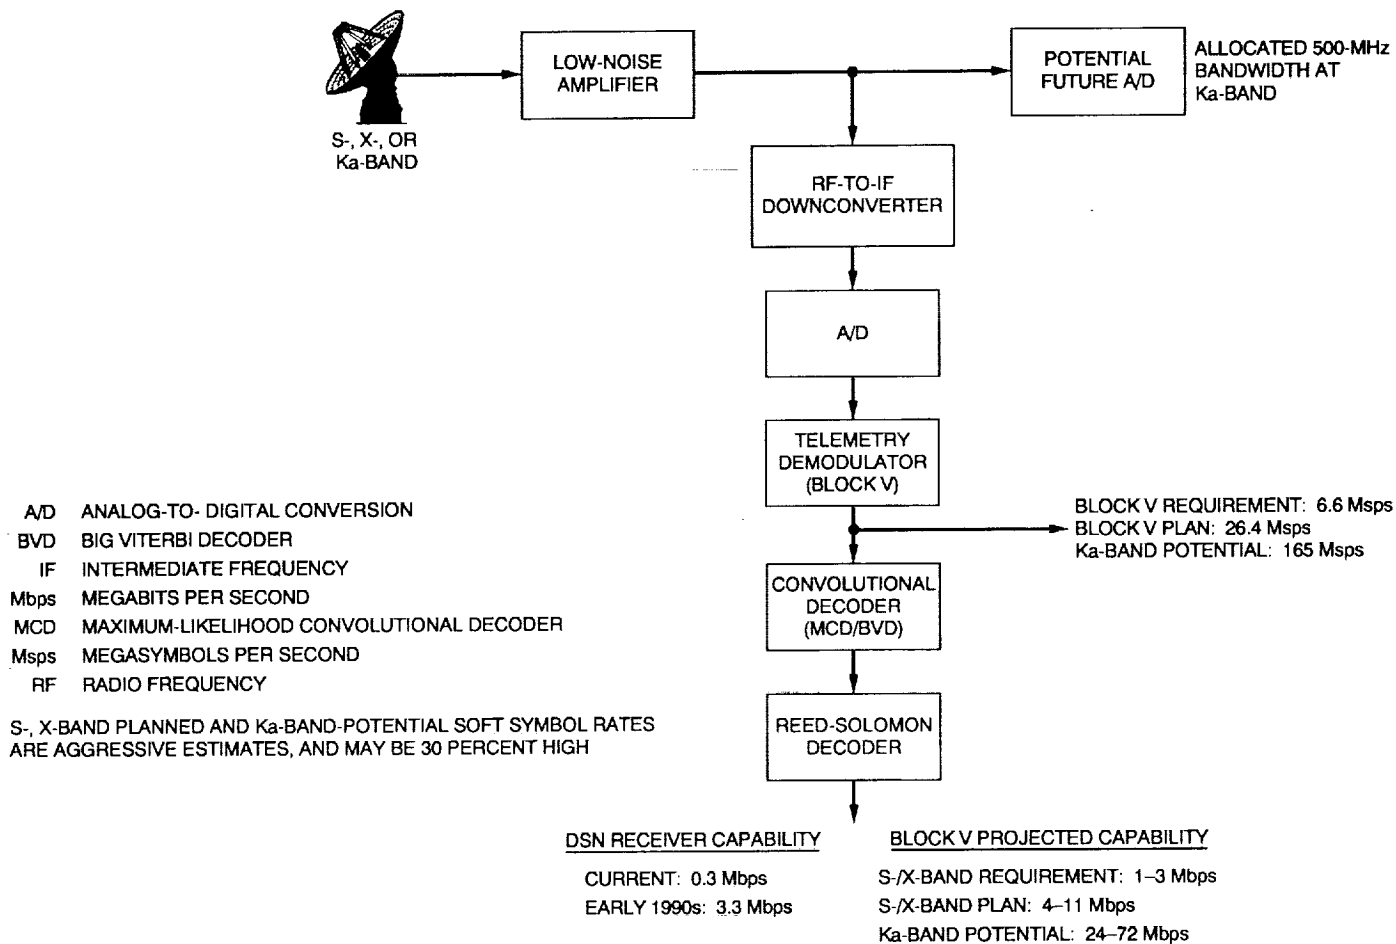 S-, X-, OR
Ka-BAND
LOW-NOISE
AMPLIFIER
POTENTIAL
FUTURE A/D
ALLOCATED 500-MHz
BANDWIDTH AT
Ka-BAND
RF-TO-IF
DOWNCONVERTER
A/D
TELEMETRY
DEMODULATOR
(BLOCK V)
BLOCK V REQUIREMENT: 6.6 Msps
BLOCK V PLAN: 26.4 Msps
Ka-BAND POTENTIAL: 165 Msps
CONVOLUTIONAL
DECODER
(MCD/BVD)
REED-SOLOMON
DECODER
A/D ANALOG-TO- DIGITAL CONVERSION
BVD BIG VITERBI DECODER
IF INTERMEDIATE FREQUENCY
Mbps MEGABITS PER SECOND
MCD MAXIMUM-LIKELIHOOD CONVOLUTIONAL DECODER
Msps MEGASYMBOLS PER SECOND
RF RADIO FREQUENCY
S-, X-BAND PLANNED AND Ka-BAND-POTENTIAL SOFT SYMBOL RATES
ARE AGGRESSIVE ESTIMATES, AND MAY BE 30 PERCENT HIGH
DSN RECEIVER CAPABILITY
CURRENT: 0.3 Mbps
EARLY 1990s: 3.3 Mbps
BLOCK V PROJECTED CAPABILITY
S-/X-BAND REQUIREMENT: 1–3 Mbps
S-/X-BAND PLAN: 4–11 Mbps
Ka-BAND POTENTIAL: 24–72 Mbps